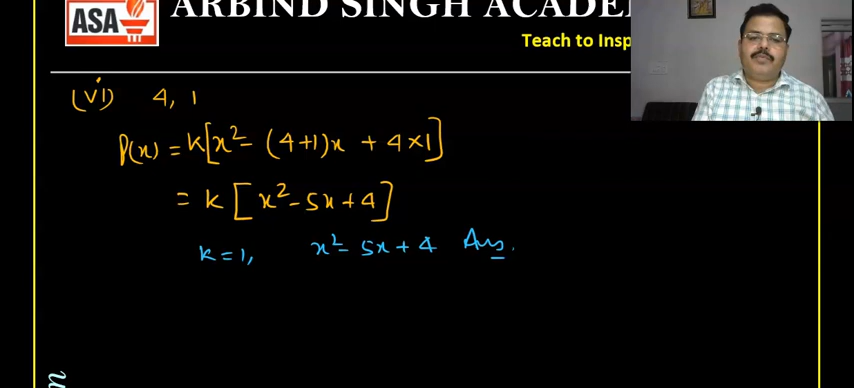 ARBIND SINGH ACADE
ASA
Teach to Insp
(vi) 4, 1
P(x) = K[x² - (4+1)x + 4×1]
= K [x² - 5x + 4]
K = 1, x² - 5x + 4 Ans.